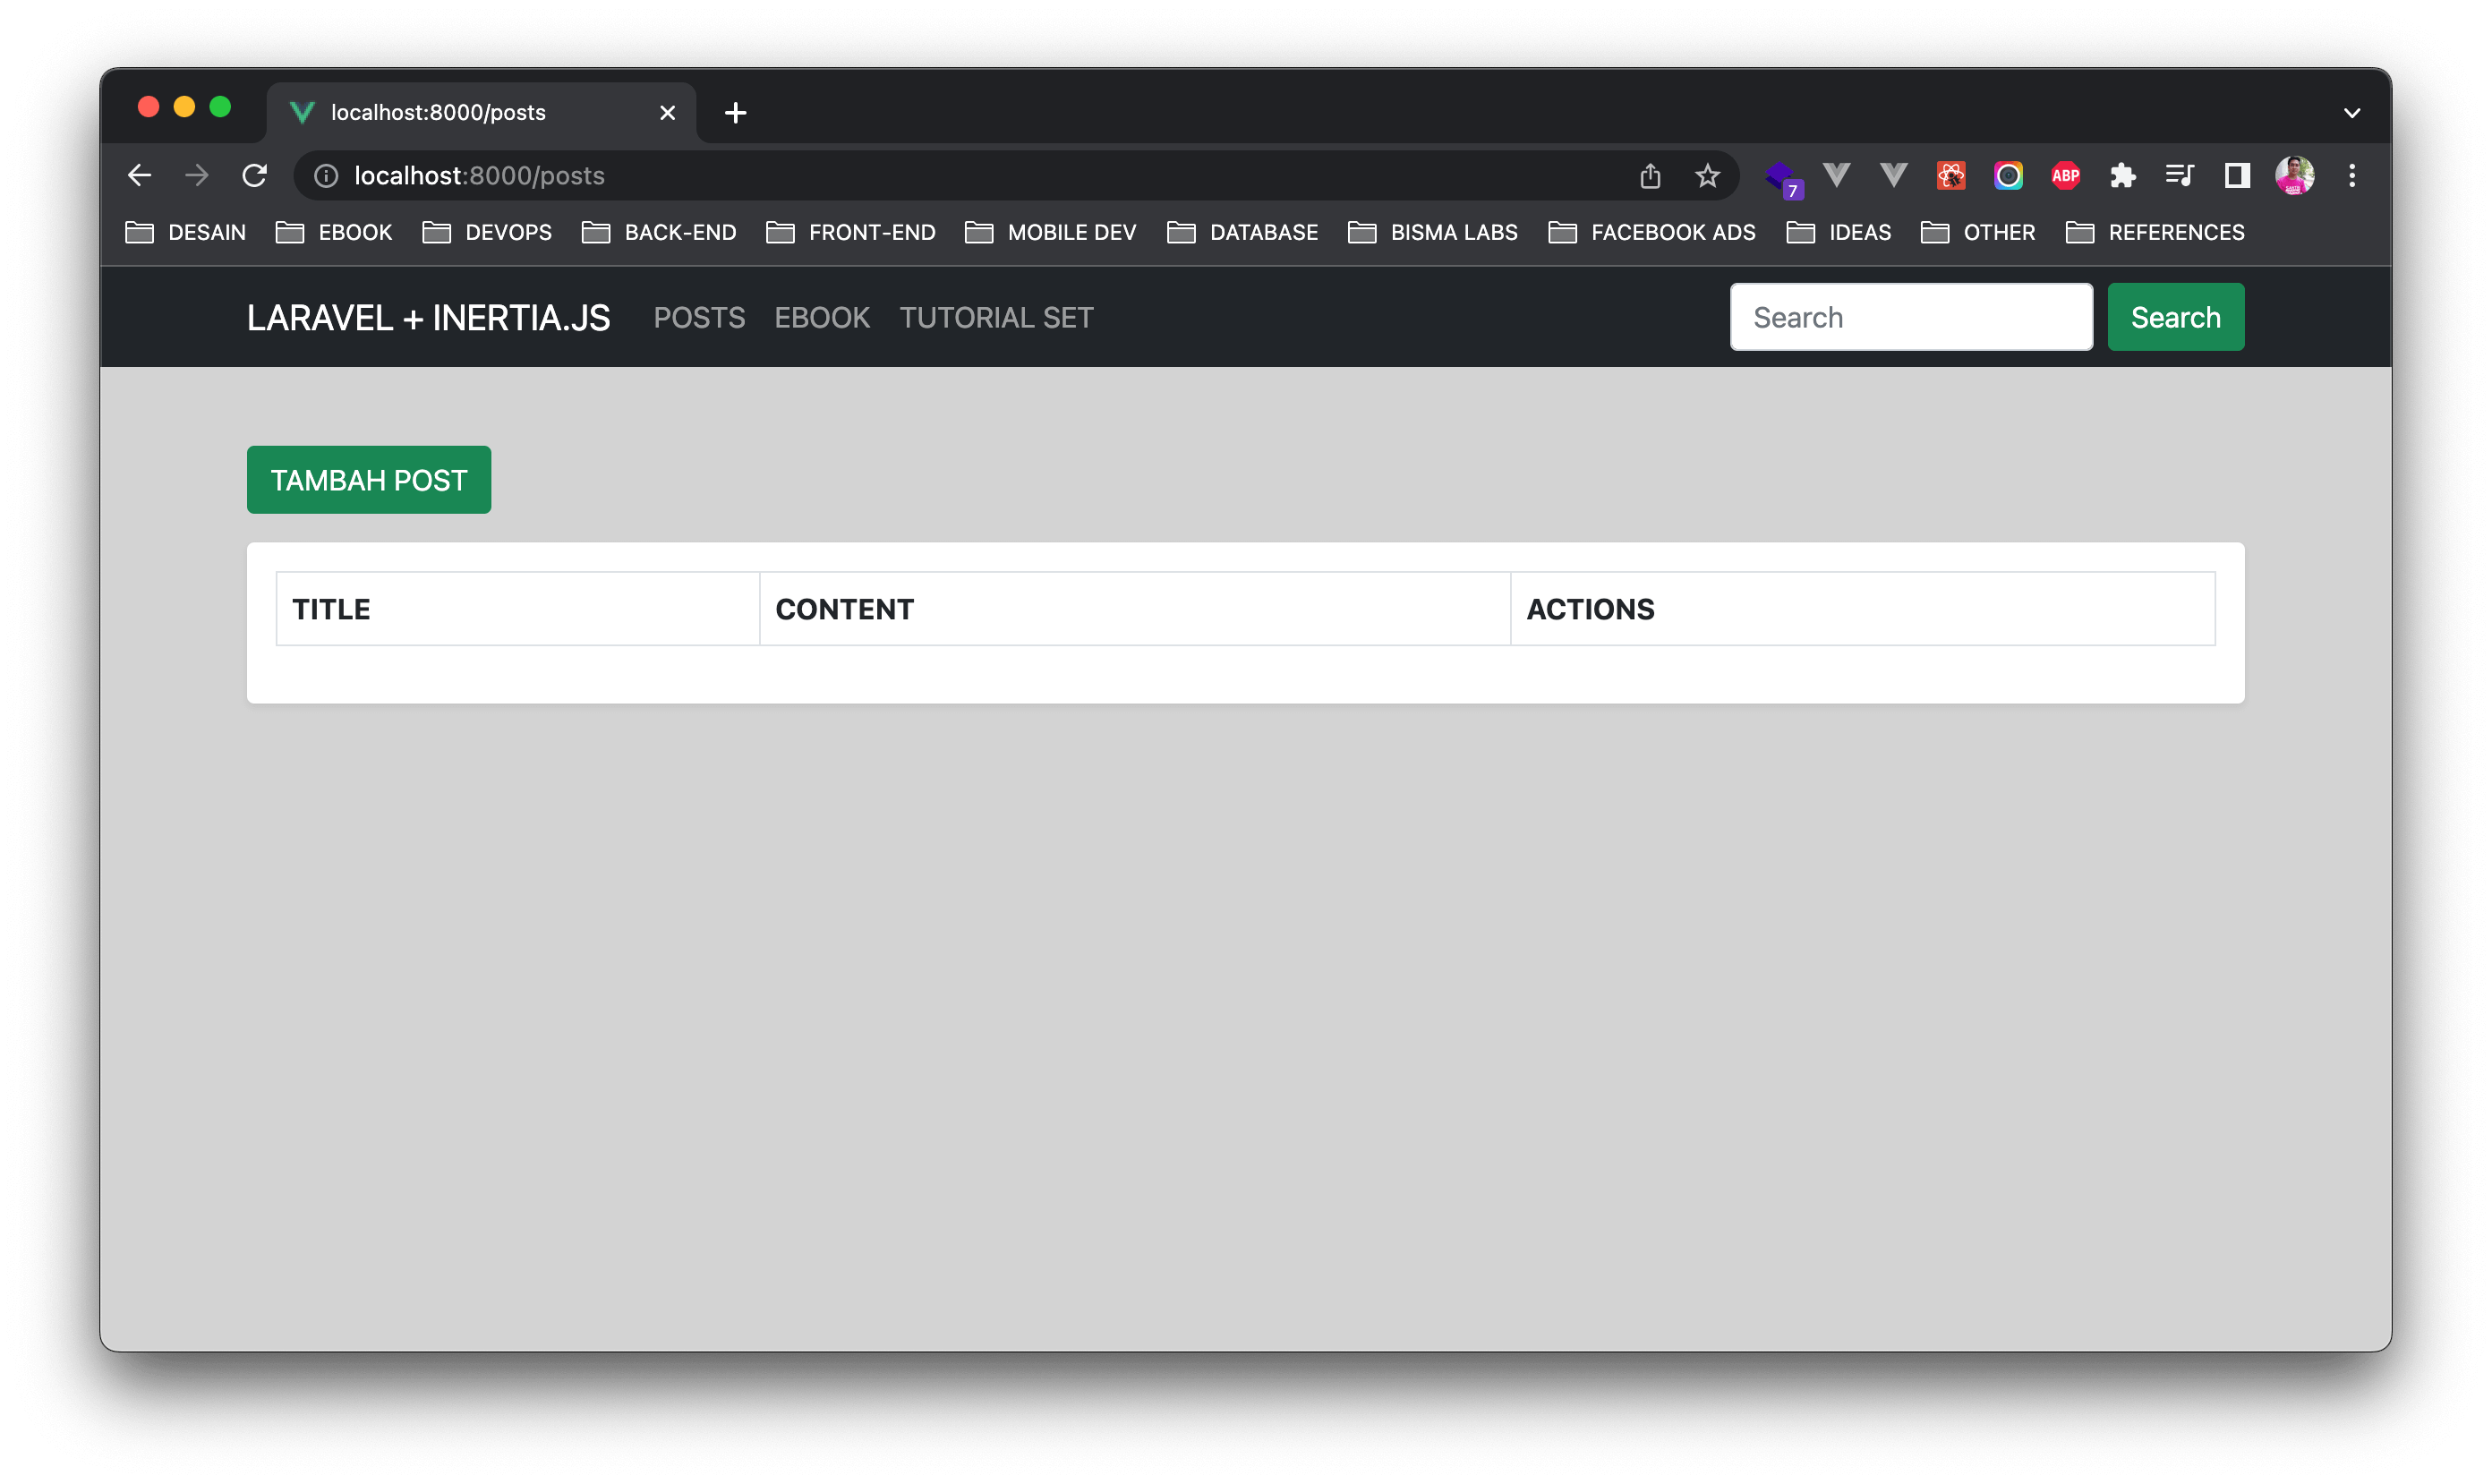 localhost:8000/posts
localhost:8000/posts
7
ABP
DESAIN EBOOK DEVOPS BACK-END FRONT-END MOBILE DEV DATABASE BISMA LABS FACEBOOK ADS IDEAS OTHER REFERENCES
LARAVEL + INERTIA.JS POSTS EBOOK TUTORIAL SET Search Search
TAMBAH POST
TITLE CONTENT ACTIONS